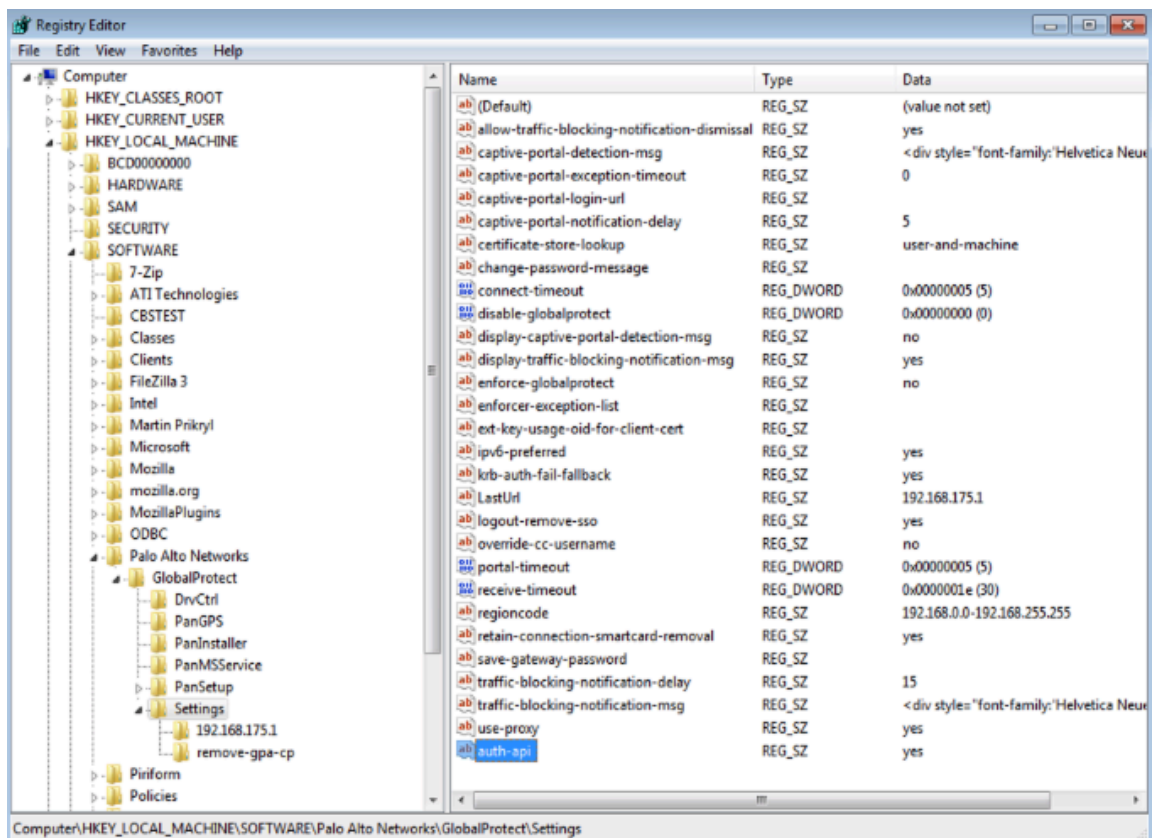 Registry Editor
File Edit View Favorites Help
Computer
HKEY_CLASSES_ROOT
HKEY_CURRENT_USER
HKEY_LOCAL_MACHINE
BCD00000000
HARDWARE
SAM
SECURITY
SOFTWARE
7-Zip
ATI Technologies
CBSTEST
Classes
Clients
FileZilla 3
Intel
Martin Prikryl
Microsoft
Mozilla
mozilla.org
MozillaPlugins
ODBC
Palo Alto Networks
GlobalProtect
DrvCtrl
PanGPS
PanInstaller
PanMSService
PanSetup
Settings
192.168.175.1
remove-gpa-cp
Piriform
Policies
Name Type Data
(Default) REG_SZ (value not set)
allow-traffic-blocking-notification-dismissal REG_SZ yes
captive-portal-detection-msg REG_SZ <div style="font-family:'Helvetica Neue
captive-portal-exception-timeout REG_SZ 0
captive-portal-login-url REG_SZ
captive-portal-notification-delay REG_SZ 5
certificate-store-lookup REG_SZ user-and-machine
change-password-message REG_SZ
connect-timeout REG_DWORD 0x00000005 (5)
disable-globalprotect REG_DWORD 0x00000000 (0)
display-captive-portal-detection-msg REG_SZ no
display-traffic-blocking-notification-msg REG_SZ yes
enforce-globalprotect REG_SZ no
enforcer-exception-list REG_SZ
ext-key-usage-oid-for-client-cert REG_SZ
ipv6-preferred REG_SZ yes
krb-auth-fail-fallback REG_SZ yes
LastUrl REG_SZ 192.168.175.1
logout-remove-sso REG_SZ yes
override-cc-username REG_SZ no
portal-timeout REG_DWORD 0x00000005 (5)
receive-timeout REG_DWORD 0x0000001e (30)
regioncode REG_SZ 192.168.0.0-192.168.255.255
retain-connection-smartcard-removal REG_SZ yes
save-gateway-password REG_SZ
traffic-blocking-notification-delay REG_SZ 15
traffic-blocking-notification-msg REG_SZ <div style="font-family:'Helvetica Neue
use-proxy REG_SZ yes
auth-api REG_SZ yes
Computer\HKEY_LOCAL_MACHINE\SOFTWARE\Palo Alto Networks\GlobalProtect\Settings